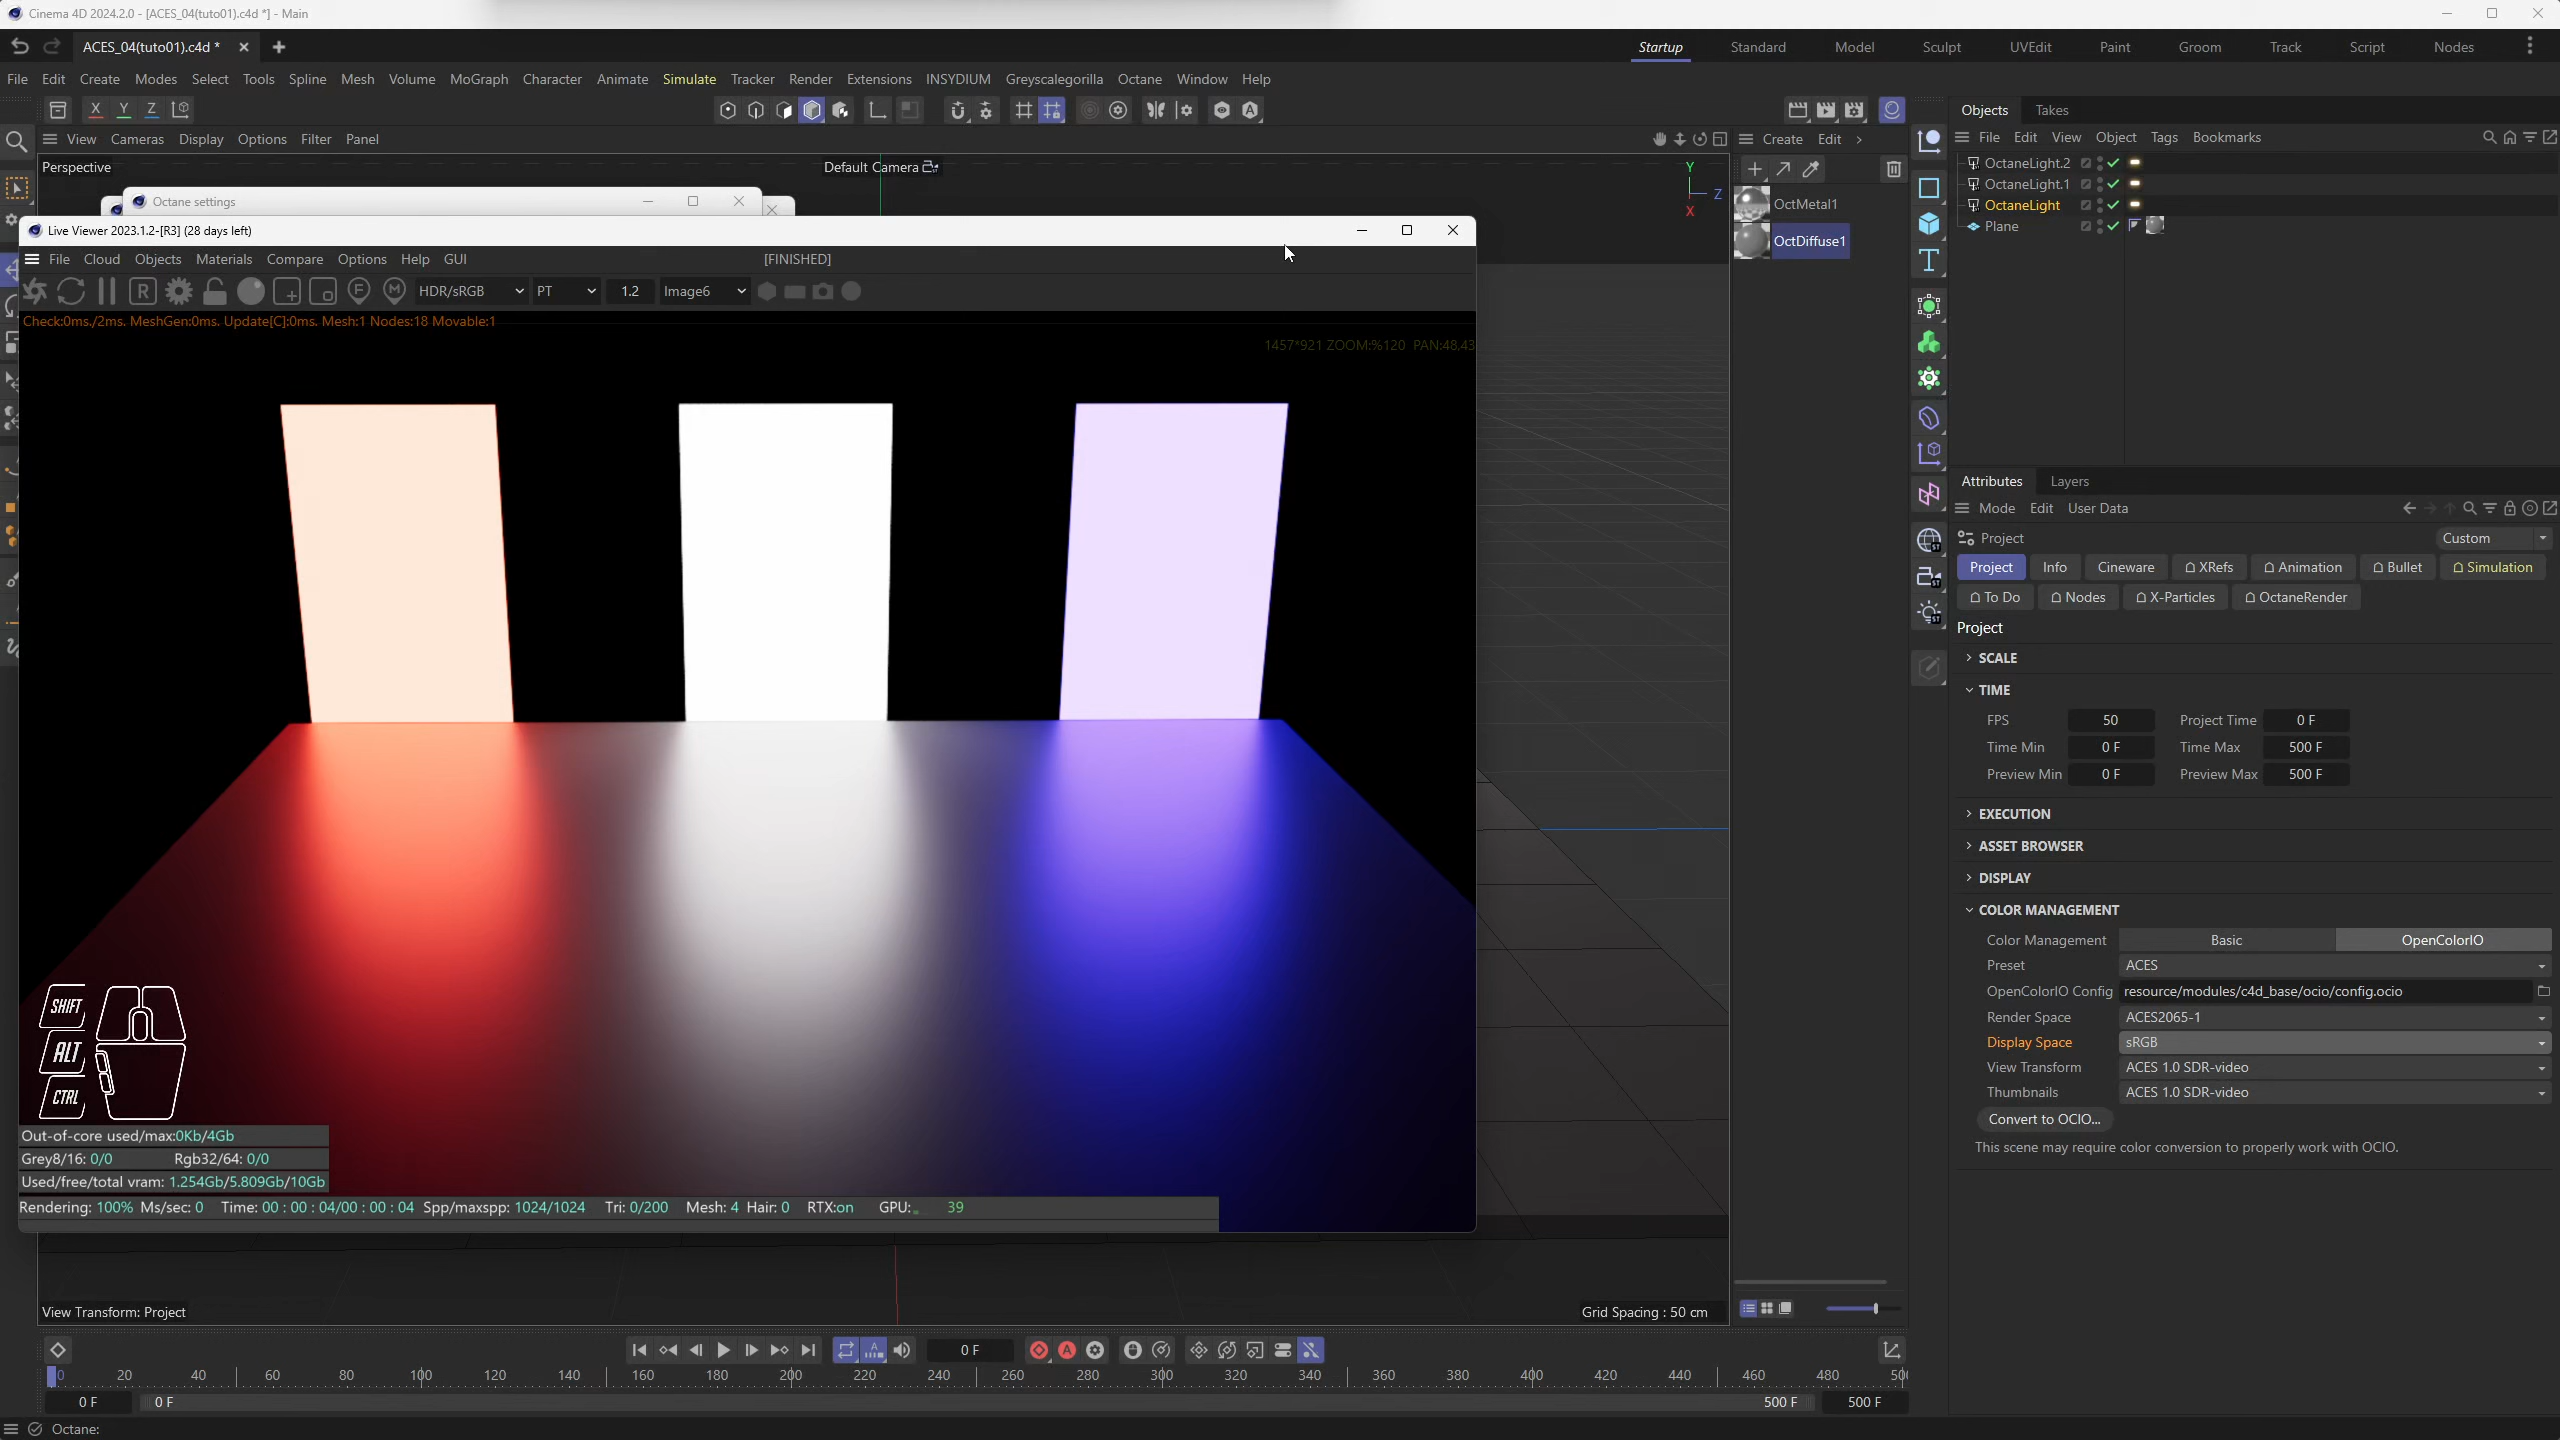 Cinema 4D 2024.2.0 - [ACES_04(tuto01).c4d *] - Main
ACES_04(tuto01).c4d *
Startup Standard Model Sculpt UVEdit Paint Groom Track Script Nodes
File Edit Create Modes Select Tools Spline Mesh Volume MoGraph Character Animate Simulate Tracker Render Extensions INSYDIUM Greyscalegorilla Octane Window Help
X Y Z
Objects Takes
View Cameras Display Options Filter Panel
Create Edit
File Edit View Object Tags Bookmarks
Perspective
Default Camera
Y
Z
X
OctaneLight.2
OctaneLight.1
OctaneLight
Plane
OctMetal1
OctDiffuse1
Octane settings
Live Viewer 2023.1.2-[R3] (28 days left)
File Cloud Objects Materials Compare Options Help GUI [FINISHED]
R F M HDR/sRGB PT 1.2 Image6
Check:0ms./2ms. MeshGen:0ms. Update[C]:0ms. Mesh:1 Nodes:18 Movable:1
1457*921 ZOOM:%120 PAN:48,43
SHIFT
ALT
CTRL
Out-of-core used/max:0Kb/4Gb
Grey8/16: 0/0 Rgb32/64: 0/0
Used/free/total vram: 1.254Gb/5.809Gb/10Gb
Rendering: 100% Ms/sec: 0 Time: 00 : 00 : 04/00 : 00 : 04 Spp/maxspp: 1024/1024 Tri: 0/200 Mesh: 4 Hair: 0 RTX:on GPU: 39
View Transform: Project
Grid Spacing : 50 cm
Attributes Layers
Mode Edit User Data
Project Custom
Project Info Cineware XRefs Animation Bullet Simulation
To Do Nodes X-Particles OctaneRender
Project
SCALE
TIME
FPS 50 Project Time 0 F
Time Min 0 F Time Max 500 F
Preview Min 0 F Preview Max 500 F
EXECUTION
ASSET BROWSER
DISPLAY
COLOR MANAGEMENT
Color Management Basic OpenColorIO
Preset ACES
OpenColorIO Config resource/modules/c4d_base/ocio/config.ocio
Render Space ACES2065-1
Display Space sRGB
View Transform ACES 1.0 SDR-video
Thumbnails ACES 1.0 SDR-video
Convert to OCIO...
This scene may require color conversion to properly work with OCIO.
0 F
0 20 40 60 80 100 120 140 160 180 200 220 240 260 280 300 320 340 360 380 400 420 440 460 480 50
0 F 0 F 500 F 500 F
Octane: